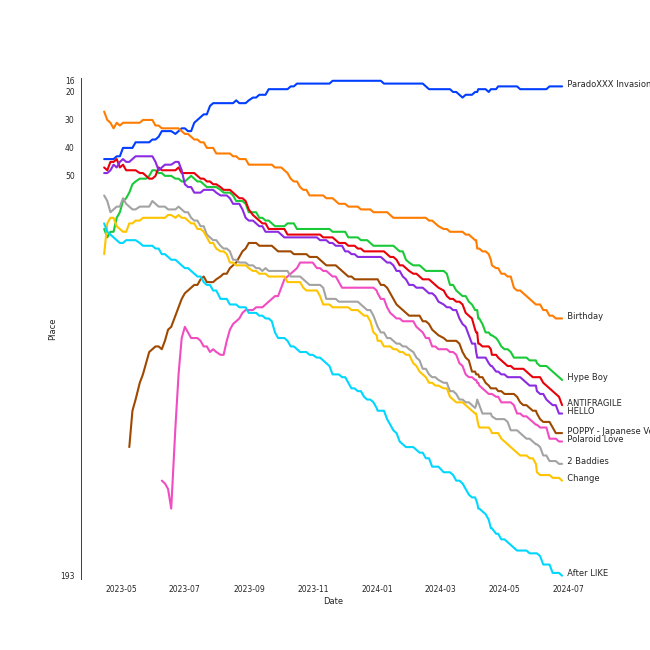 16
20
30
40
50
193
Place
2023-05
2023-07
2023-09
2023-11
2024-01
2024-03
2024-05
2024-07
Date
ParadoXXX Invasion
Birthday
Hype Boy
ANTIFRAGILE
HELLO
POPPY - Japanese Ve
Polaroid Love
2 Baddies
Change
After LIKE